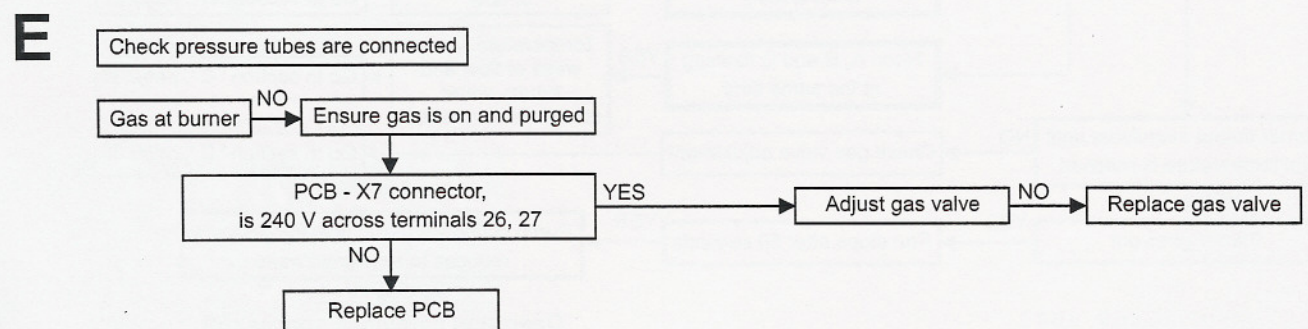 E
Check pressure tubes are connected
Gas at burner
NO
Ensure gas is on and purged
PCB - X7 connector,
is 240 V across terminals 26, 27
YES
Adjust gas valve
NO
Replace gas valve
NO
Replace PCB